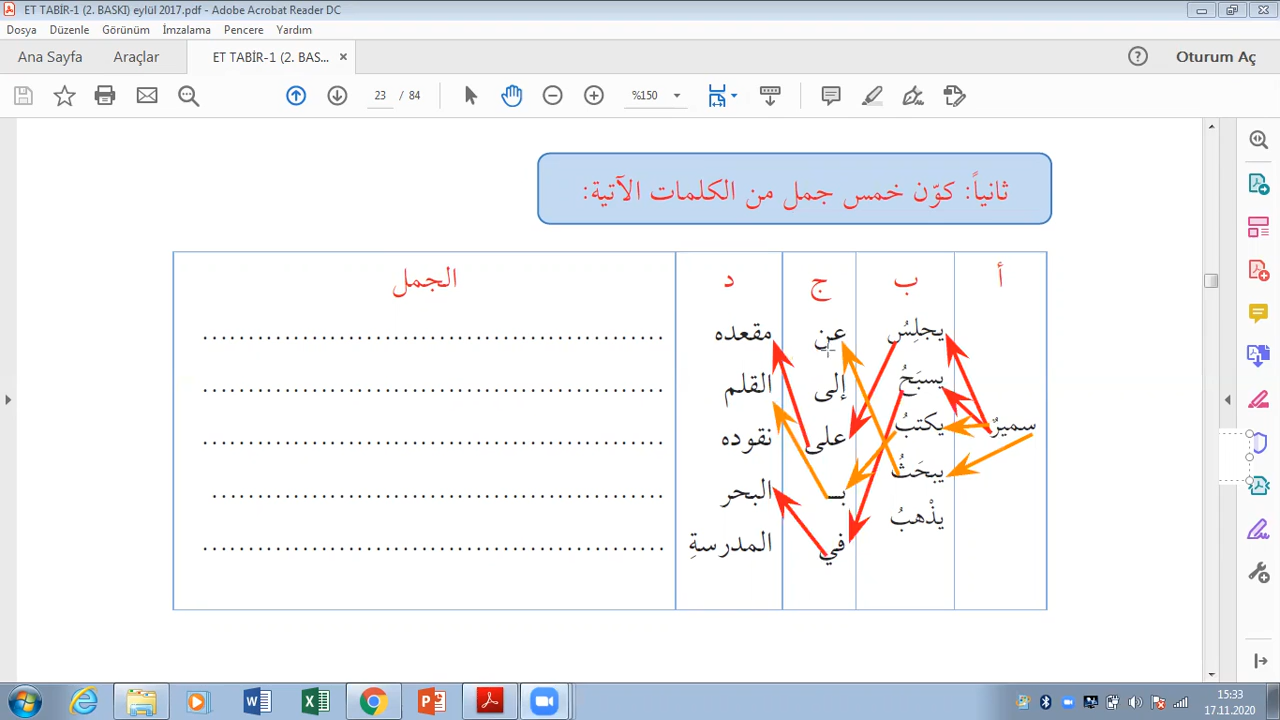 ET TABİR-1 (2. BASKI) eylül 2017.pdf - Adobe Acrobat Reader DC
Dosya Düzenle Görünüm İmzalama Pencere Yardım
Ana Sayfa Araçlar ET TABİR-1 (2. BAS... × Oturum Aç
23 / 84 %150
ثانياً: كوّن خمس جمل من الكلمات الآتية:
أ ب ج د الجمل
يجلِسُ عن مقعده ........................................
يسبَحُ إلى القلم ........................................
سميرٌ يكتبُ على نقوده ........................................
يبحَثُ بـ البحر ........................................
يذْهبُ في المدرسةِ ........................................
15:33
17.11.2020